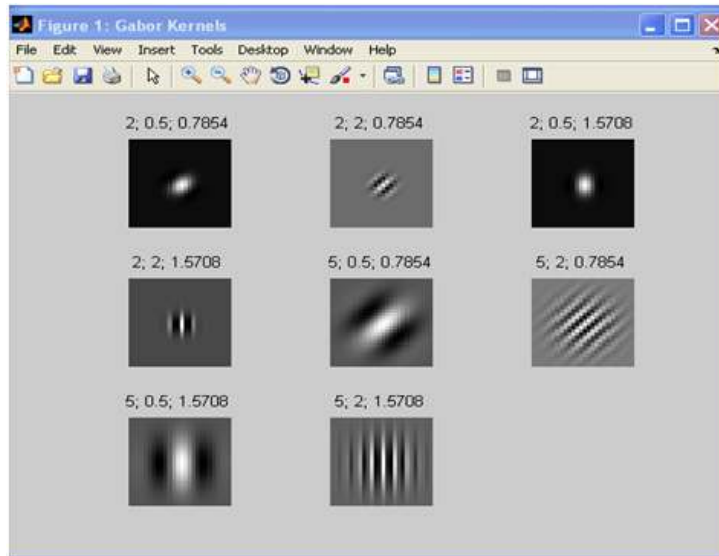 Figure 1: Gabor Kernels
File Edit View Insert Tools Desktop Window Help
2; 0.5; 0.7854
2; 2; 0.7854
2; 0.5; 1.5708
2; 2; 1.5708
5; 0.5; 0.7854
5; 2; 0.7854
5; 0.5; 1.5708
5; 2; 1.5708